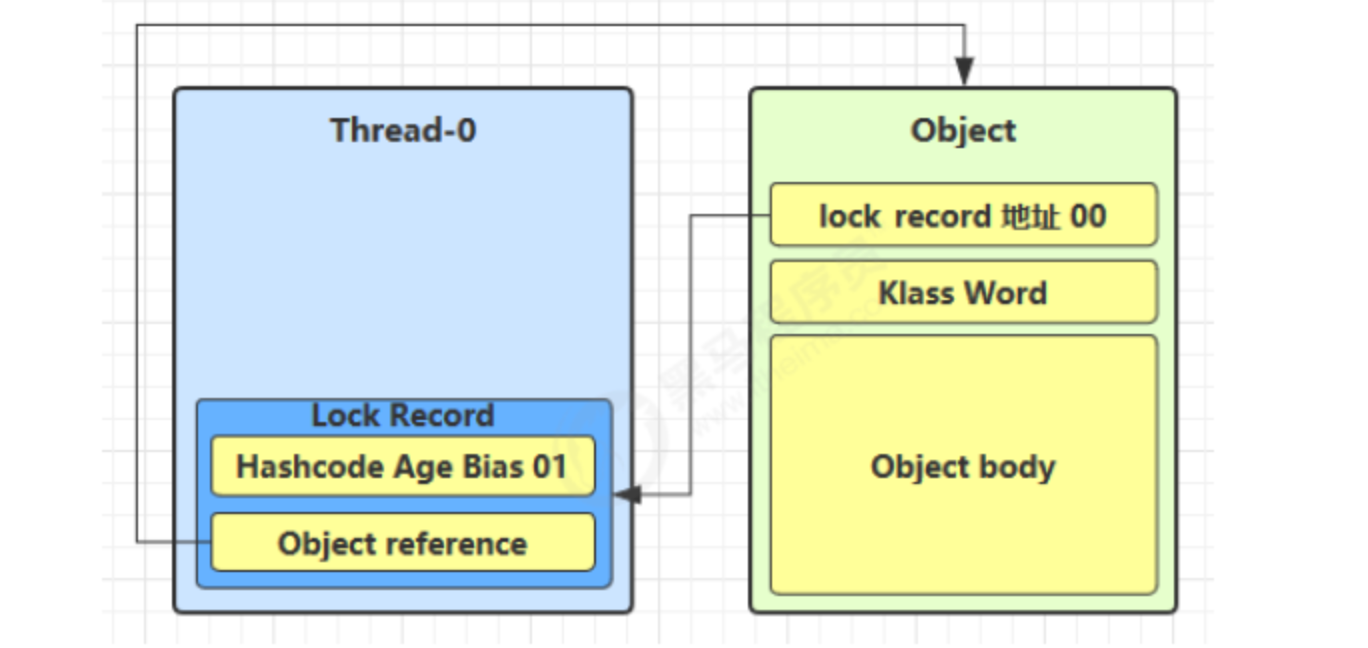 Thread-0
Lock Record
Hashcode Age Bias 01
Object reference
Object
lock record 地址 00
Klass Word
Object body
黑马程序员
www.itheima.com